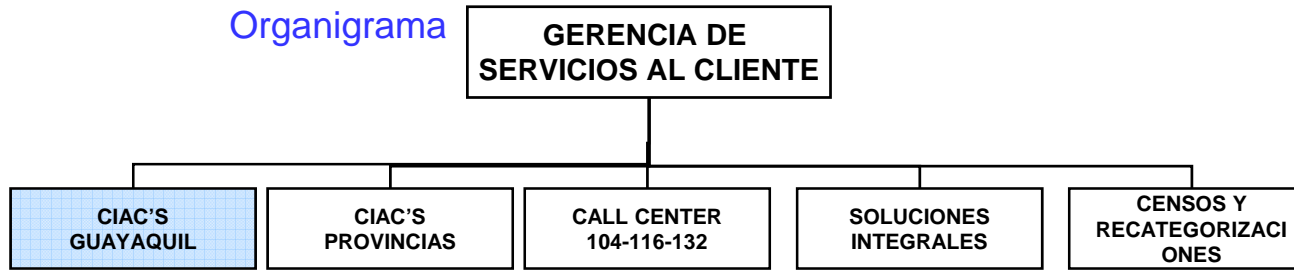 Organigrama
GERENCIA DE
SERVICIOS AL CLIENTE
CIAC'S
GUAYAQUIL
CIAC'S
PROVINCIAS
CALL CENTER
104-116-132
SOLUCIONES
INTEGRALES
CENSOS Y
RECATEGORIZACI
ONES